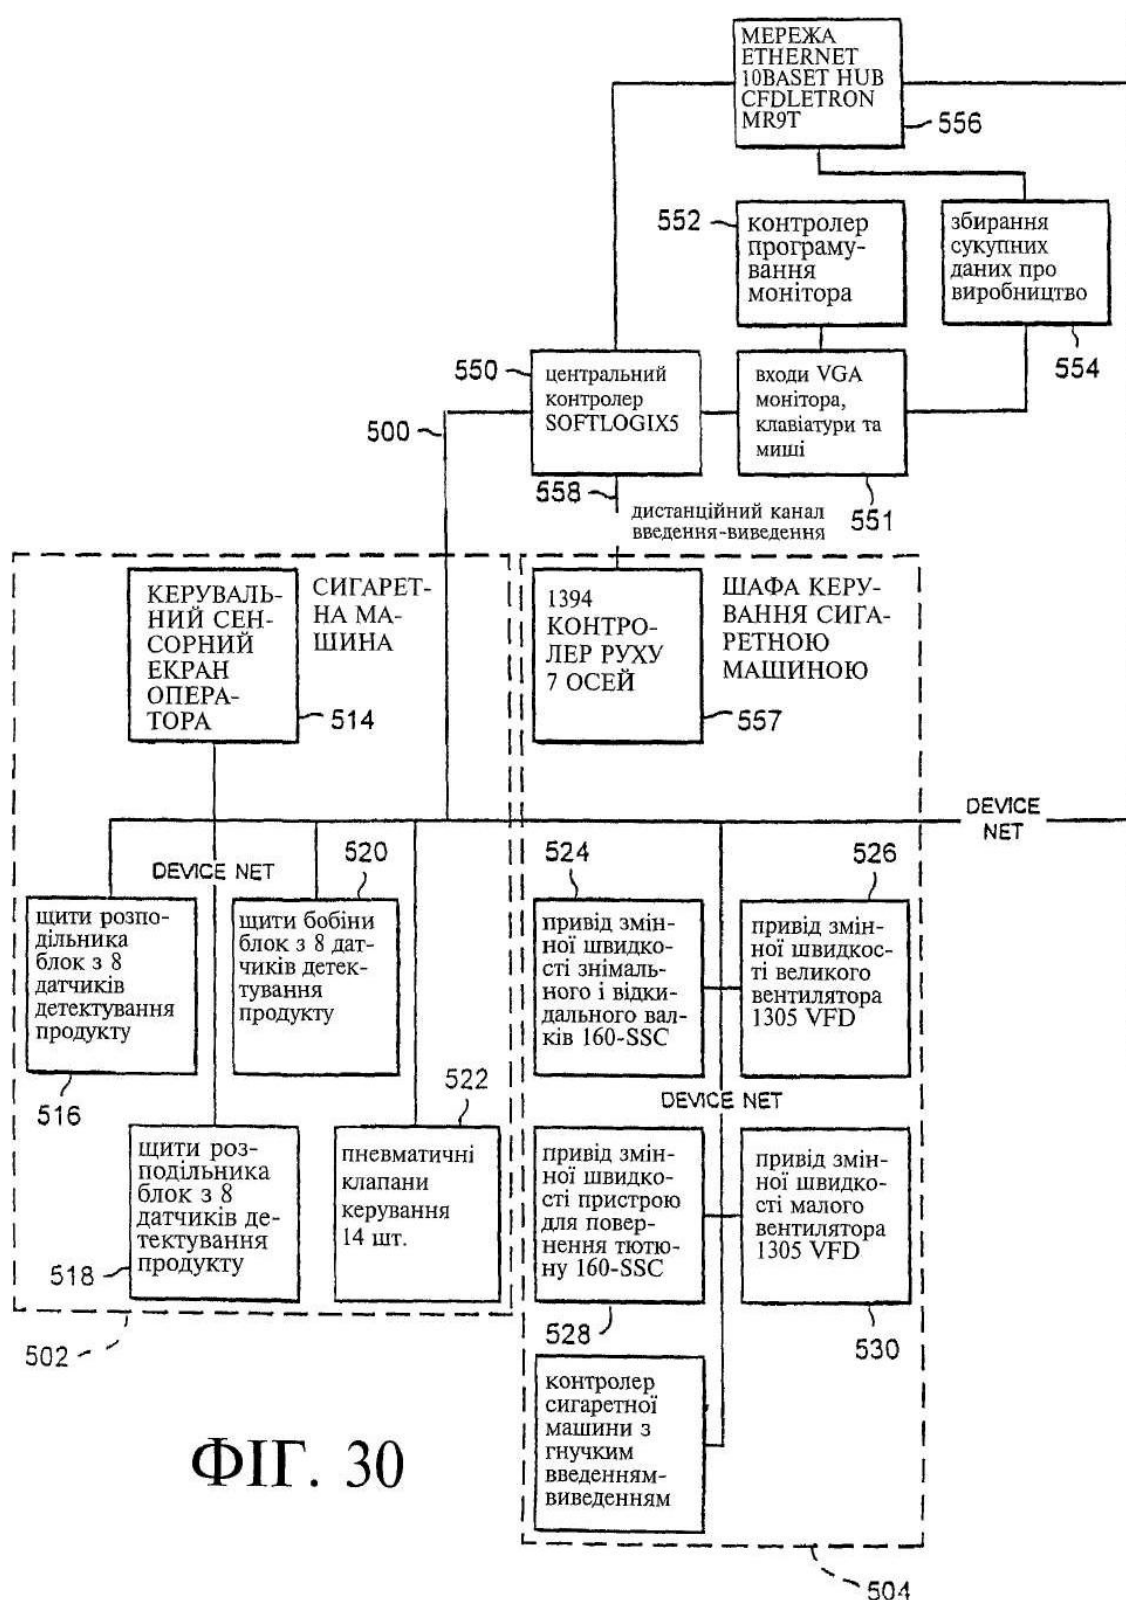 МЕРЕЖА
ETHERNET
10BASET HUB
CFDLETRON
MR9T
556
552
контролер
програму-
вання
монітора
збирання
сукупних
даних про
виробництво
554
550
центральний
контролер
SOFTLOGIX5
входи VGA
монітора,
клавіатури та
миші
551
500
558
дистанційний канал
введення-виведення
КЕРУВАЛЬ-
НИЙ СЕН-
СОРНИЙ
ЕКРАН
ОПЕРА-
ТОРА
514
СИГАРЕТ-
НА МА-
ШИНА
1394
КОНТРО-
ЛЕР РУХУ
7 ОСЕЙ
557
ШАФА КЕРУ-
ВАННЯ СИГА-
РЕТНОЮ
МАШИНОЮ
DEVICE
NET
DEVICE NET
520
524
526
щити розпо-
дільника
блок з 8
датчиків
детектування
продукту
516
щити бобіни
блок з 8 дат-
чиків детек-
тування
продукту
привід змін-
ної швидко-
сті знімаль-
ного і відки-
дального вал-
ків 160-SSC
привід змін-
ної швидкос-
ті великого
вентилятора
1305 VFD
DEVICE NET
522
щити роз-
подільника
блок з 8
датчиків де-
тектування
продукту
518
пневматичні
клапани
керування
14 шт.
привід змін-
ної швидко-
сті пристрою
для повер-
нення тютю-
ну 160-SSC
528
привід змін-
ної швидко-
сті малого
вентилятора
1305 VFD
530
502
контролер
сигаретної
машини з
гнучким
введенням-
виведенням
504
ФІГ. 30